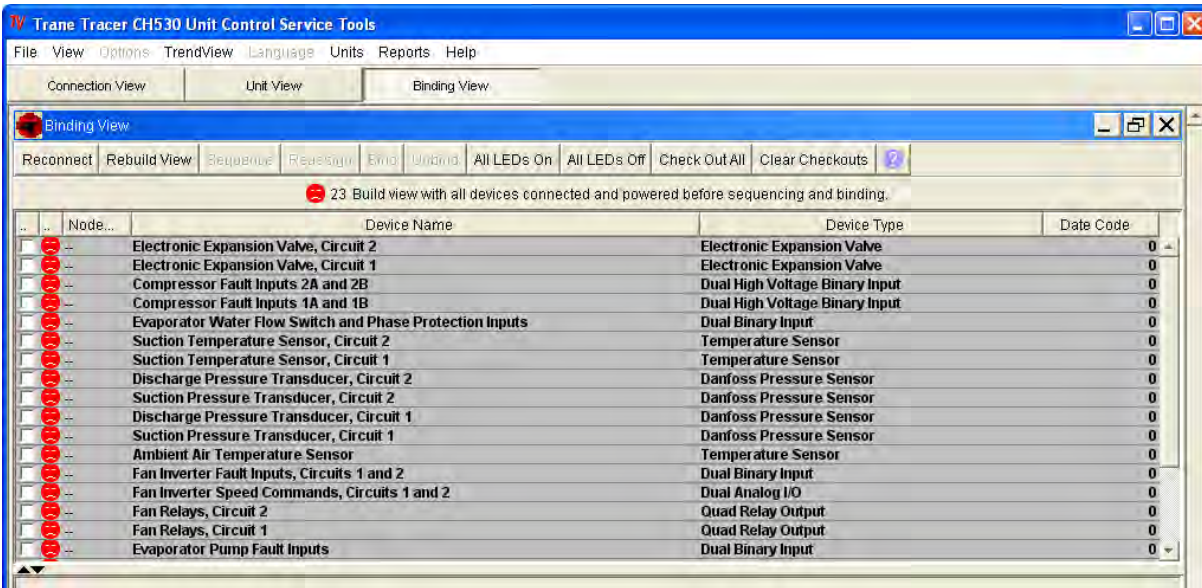 TV Trane Tracer CH530 Unit Control Service Tools
File View Options TrendView Language Units Reports Help
Connection View Unit View Binding View
Binding View
Reconnect Rebuild View Sequence Reassign Bind Unbind All LEDs On All LEDs Off Check Out All Clear Checkouts ?
23 Build view with all devices connected and powered before sequencing and binding.
.. .. Node... Device Name Device Type Date Code
-- Electronic Expansion Valve, Circuit 2 Electronic Expansion Valve 0
-- Electronic Expansion Valve, Circuit 1 Electronic Expansion Valve 0
-- Compressor Fault Inputs 2A and 2B Dual High Voltage Binary Input 0
-- Compressor Fault Inputs 1A and 1B Dual High Voltage Binary Input 0
-- Evaporator Water Flow Switch and Phase Protection Inputs Dual Binary Input 0
-- Suction Temperature Sensor, Circuit 2 Temperature Sensor 0
-- Suction Temperature Sensor, Circuit 1 Temperature Sensor 0
-- Discharge Pressure Transducer, Circuit 2 Danfoss Pressure Sensor 0
-- Suction Pressure Transducer, Circuit 2 Danfoss Pressure Sensor 0
-- Discharge Pressure Transducer, Circuit 1 Danfoss Pressure Sensor 0
-- Suction Pressure Transducer, Circuit 1 Danfoss Pressure Sensor 0
-- Ambient Air Temperature Sensor Temperature Sensor 0
-- Fan Inverter Fault Inputs, Circuits 1 and 2 Dual Binary Input 0
-- Fan Inverter Speed Commands, Circuits 1 and 2 Dual Analog I/O 0
-- Fan Relays, Circuit 2 Quad Relay Output 0
-- Fan Relays, Circuit 1 Quad Relay Output 0
-- Evaporator Pump Fault Inputs Dual Binary Input 0